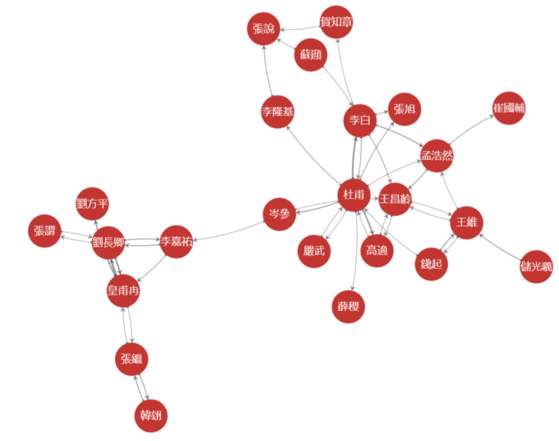 賀知章
張說
蘇頲
崔國輔
張旭
李隆基
李白
孟浩然
杜甫
王昌齡
劉方平
岑參
王維
張謂
劉長卿
李嘉祐
嚴武
高適
錢起
儲光羲
皇甫冉
薛稷
張繼
韓翃